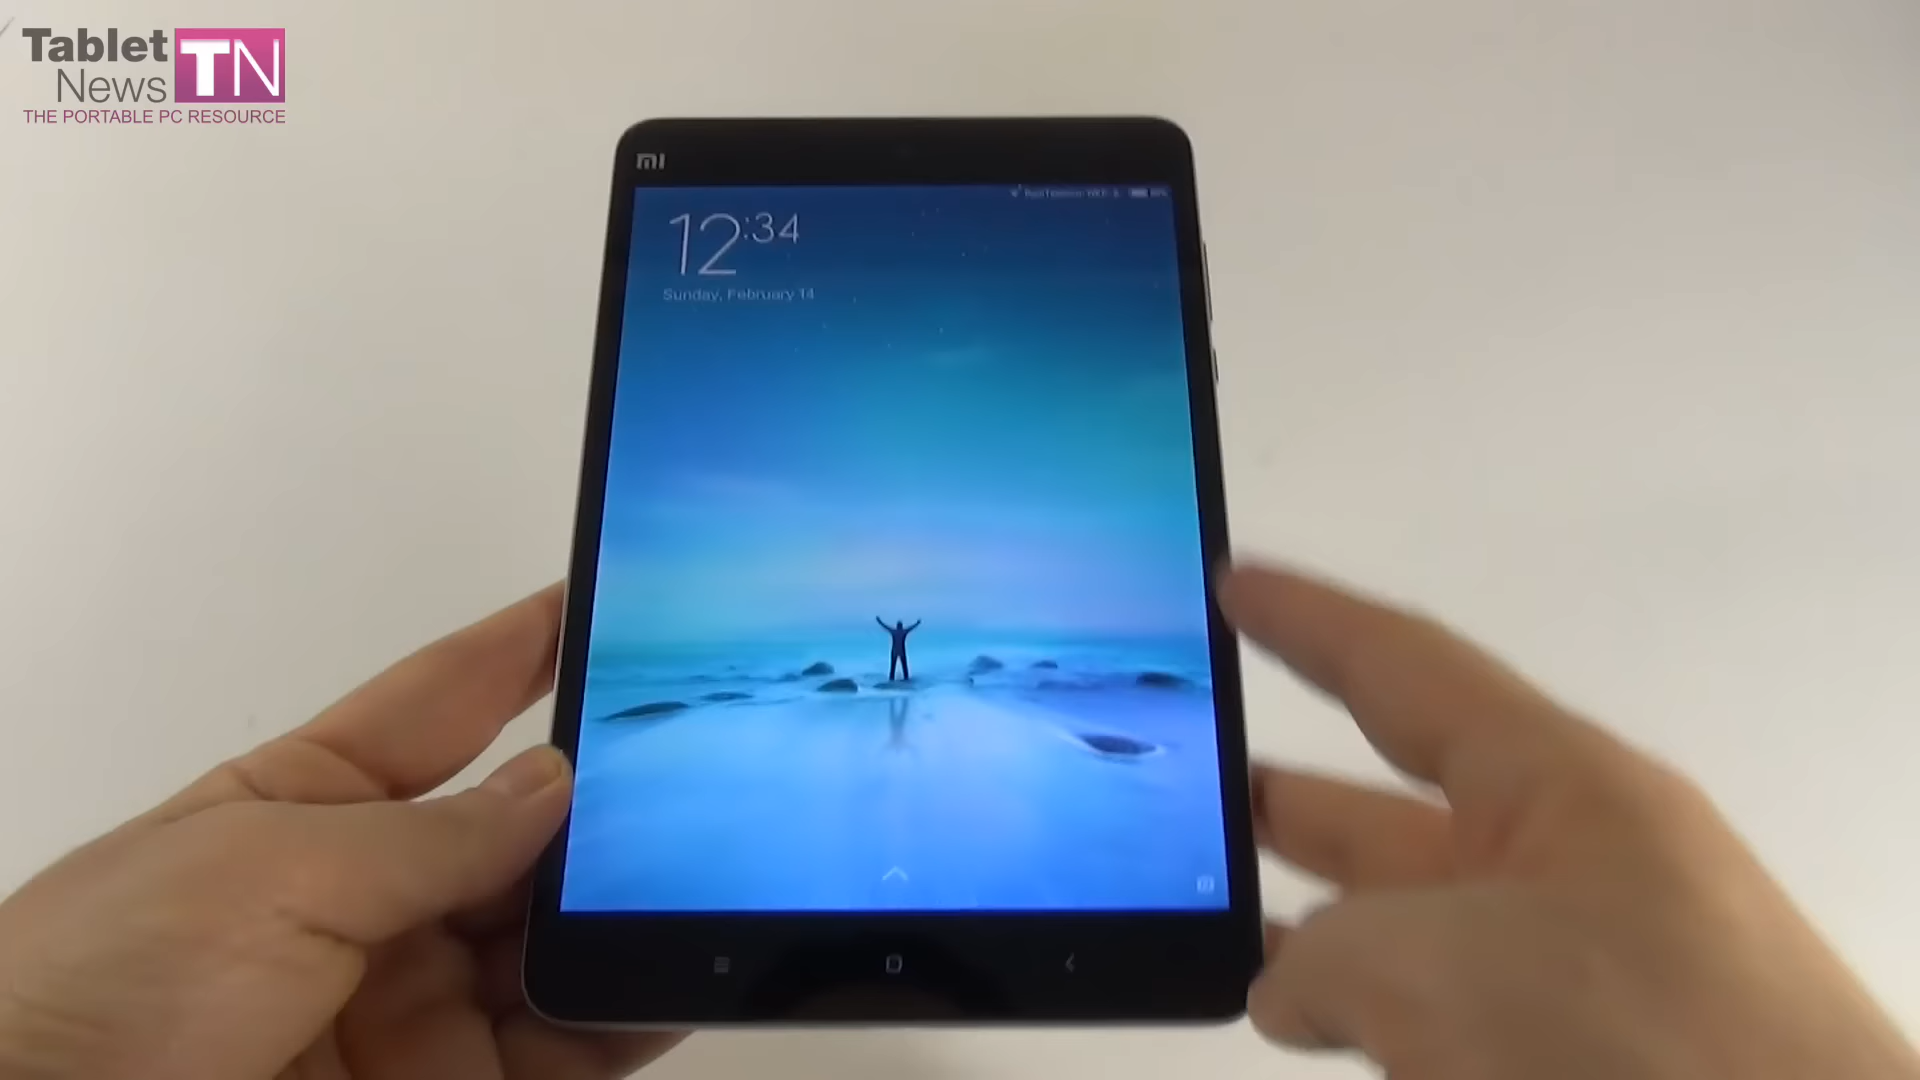 Tablet
News
TN
THE PORTABLE PC RESOURCE
mi
12:34
Sunday, February 14